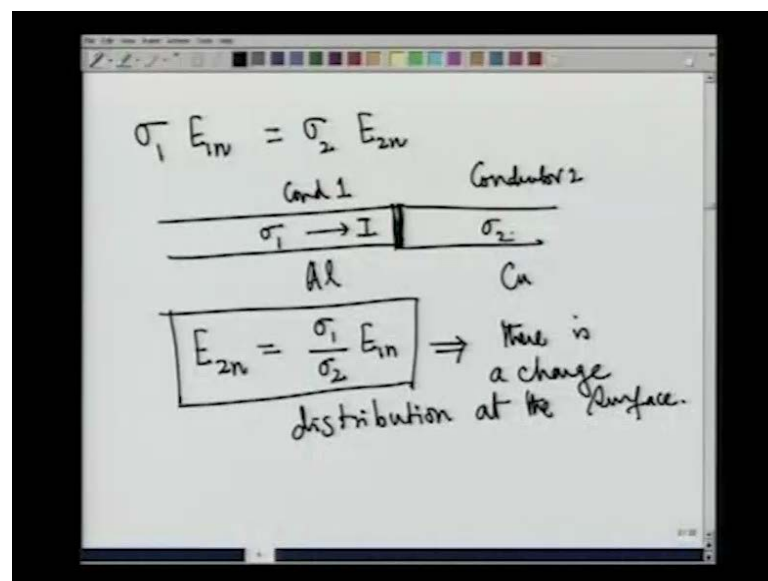 σ₁ E₁ₙ = σ₂ E₂ₙ
Cond 1 Conductor 2
σ₁ → I σ₂
Al Cu
E₂ₙ = σ₁/σ₂ E₁ₙ ⇒ there is
a charge
distribution at the surface.